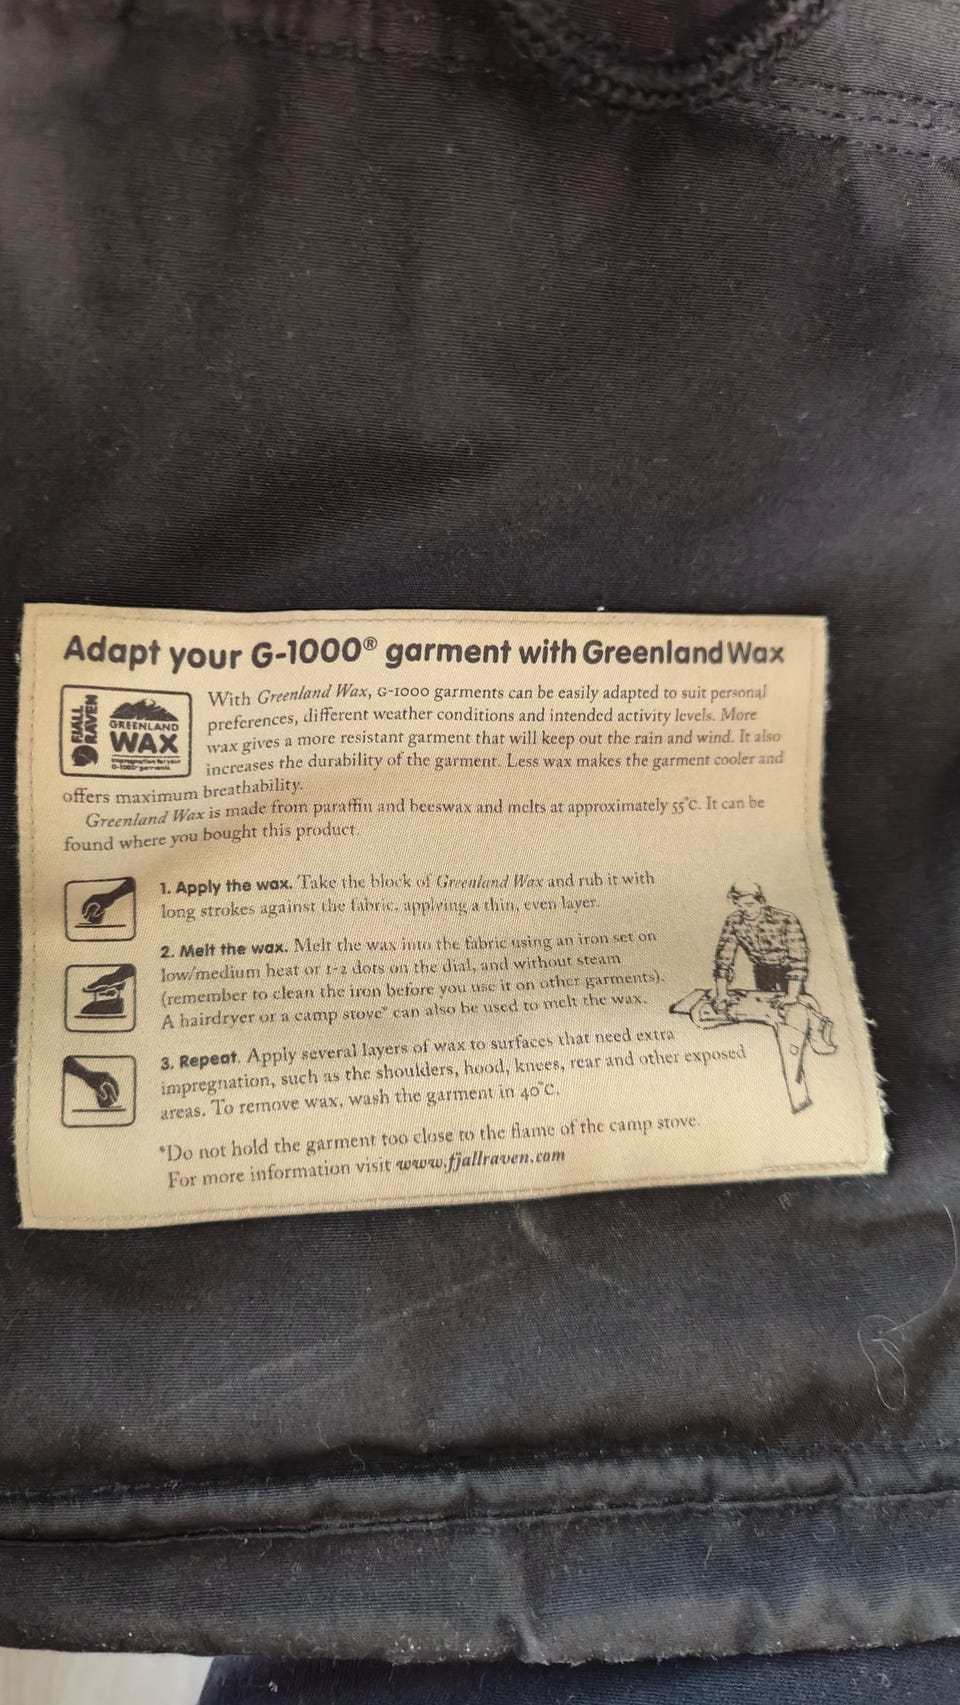 Adapt your G-1000® garment with Greenland Wax
FJÄLL
RÄVEN
GREENLAND
WAX
impregnation for your
G-1000® garments
With Greenland Wax, G-1000 garments can be easily adapted to suit personal
preferences, different weather conditions and intended activity levels. More
wax gives a more resistant garment that will keep out the rain and wind. It also
increases the durability of the garment. Less wax makes the garment cooler and
offers maximum breathability.
Greenland Wax is made from paraffin and beeswax and melts at approximately 55°C. It can be
found where you bought this product.
1. Apply the wax. Take the block of Greenland Wax and rub it with
long strokes against the fabric, applying a thin, even layer.
2. Melt the wax. Melt the wax into the fabric using an iron set on
low/medium heat or 1-2 dots on the dial, and without steam
(remember to clean the iron before you use it on other garments).
A hairdryer or a camp stove* can also be used to melt the wax.
3. Repeat. Apply several layers of wax to surfaces that need extra
impregnation, such as the shoulders, hood, knees, rear and other exposed
areas. To remove wax, wash the garment in 40°C.
*Do not hold the garment too close to the flame of the camp stove.
For more information visit www.fjallraven.com